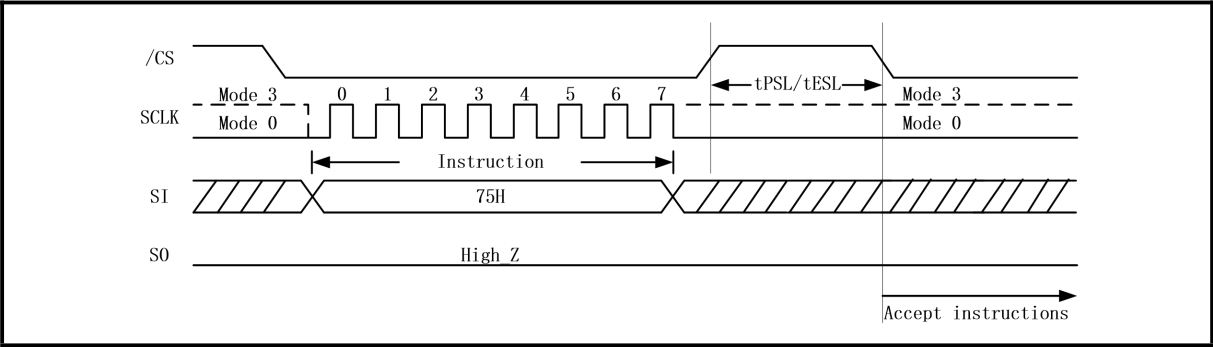 /CS
tPSL/tESL
Mode 3 0 1 2 3 4 5 6 7 Mode 3
SCLK
Mode 0 Mode 0
Instruction
SI 75H
SO High_Z
Accept instructions